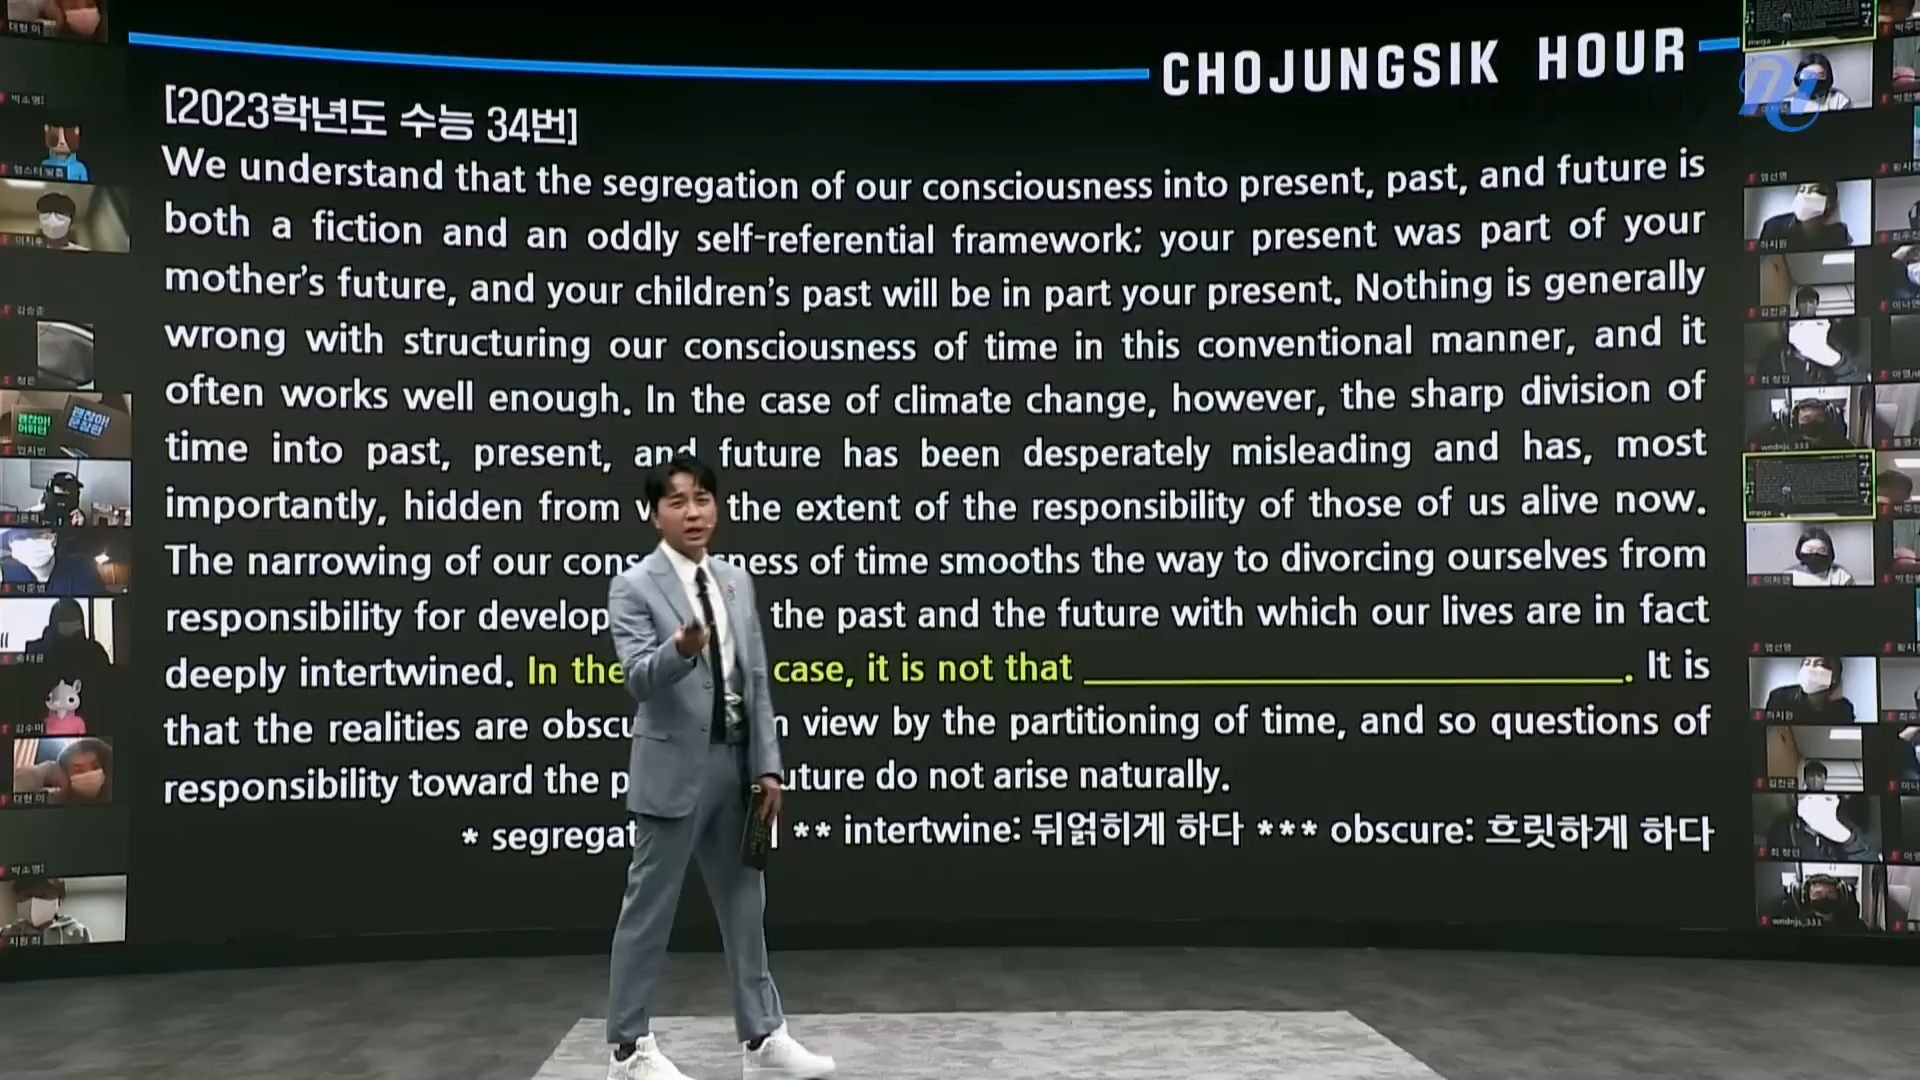 CHOJUNGSIK HOUR
[2023학년도 수능 34번]
We understand that the segregation of our consciousness into present, past, and future is
both a fiction and an oddly self-referential framework; your present was part of your
mother's future, and your children's past will be in part your present. Nothing is generally
wrong with structuring our consciousness of time in this conventional manner, and it
often works well enough. In the case of climate change, however, the sharp division of
time into past, present, and future has been desperately misleading and has, most
importantly, hidden from the extent of the responsibility of those of us alive now.
The narrowing of our of time smooths the way to divorcing ourselves from
responsibility for the past and the future with which our lives are in fact
deeply intertwined. In the case, it is not that ____________________. It is
that the realities are view by the partitioning of time, and so questions of
responsibility toward the do not arise naturally.
* ** intertwine: 뒤얽히게 하다 *** obscure: 흐릿하게 하다
wndnjs_333
wndnjs_333